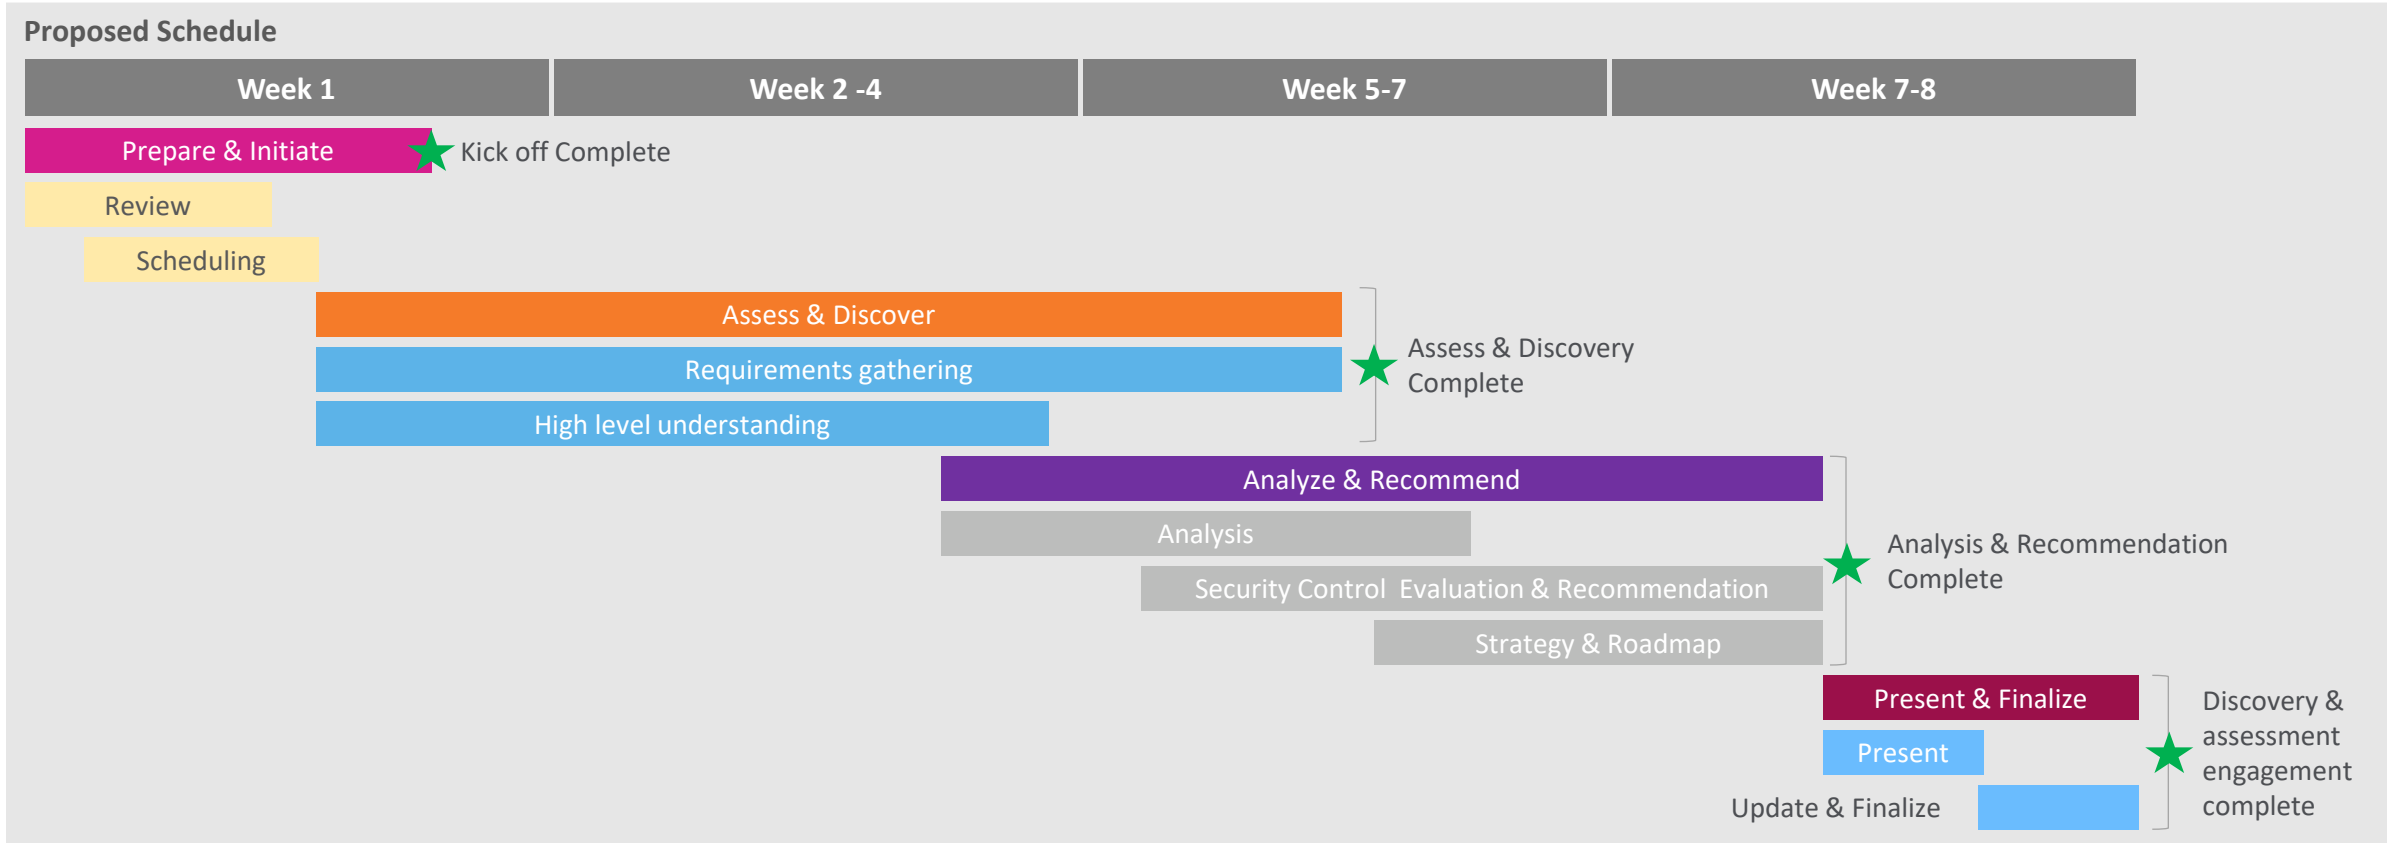 Proposed Schedule
Week 1
Week 2 -4
Week 5-7
Week 7-8
Prepare & Initiate
Kick off Complete
Review
Scheduling
Assess & Discover
Requirements gathering
High level understanding
Assess & Discovery
Complete
Analyze & Recommend
Analysis
Security Control  Evaluation & Recommendation
Strategy & Roadmap
Analysis & Recommendation
Complete
Present & Finalize
Present
Update & Finalize
Discovery &
assessment
engagement
complete